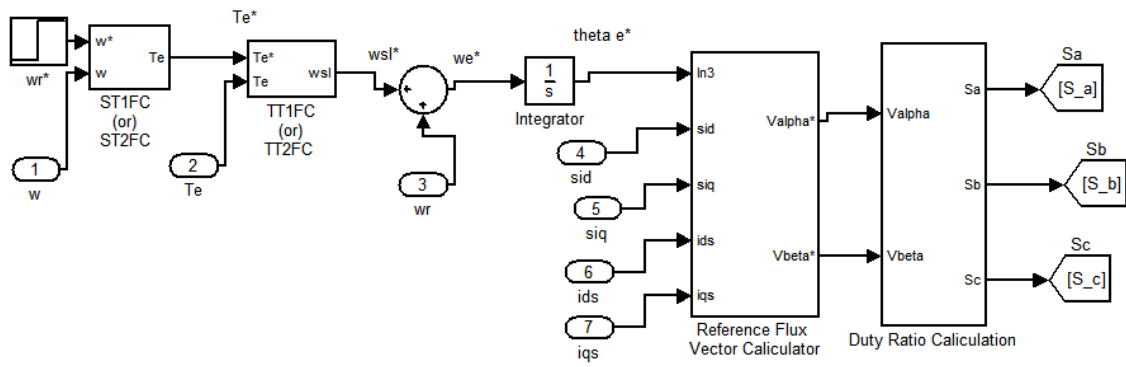 Te*
w*
w
Te
wr*
ST1FC
(or)
ST2FC
1
w
Te*
Te
wsl
TT1FC
(or)
TT2FC
2
Te
wsl*
+
+
we*
3
wr
theta e*
1
s
Integrator
4
sid
5
siq
6
ids
7
iqs
In3
sid
siq
ids
iqs
Valpha*
Vbeta*
Reference Flux
Vector Caliculator
Valpha
Vbeta
Sa
Sb
Sc
Duty Ratio Calculation
Sa
[S_a]
Sb
[S_b]
Sc
[S_c]